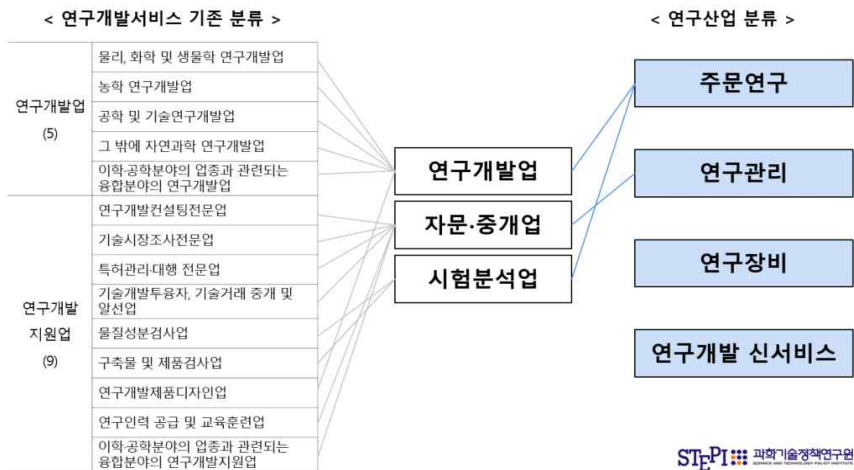 < 연구개발서비스 기존 분류 >
< 연구산업 분류 >
연구개발업
(5)
물리, 화학 및 생물학 연구개발업
농학 연구개발업
공학 및 기술연구개발업
그 밖에 자연과학 연구개발업
이학·공학분야의 업종과 관련되는
융합분야의 연구개발업
연구개발
지원업
(9)
연구개발컨설팅전문업
기술시장조사전문업
특허관리·대행 전문업
기술개발투융자, 기술거래 중개 및
알선업
물질성분검사업
구축물 및 제품검사업
연구개발제품디자인업
연구인력 공급 및 교육훈련업
이학·공학분야의 업종과 관련되는
융합분야의 연구개발지원업
연구개발업
자문·중개업
시험분석업
주문연구
연구관리
연구장비
연구개발 신서비스
STEPI 과학기술정책연구원
SCIENCE AND TECHNOLOGY POLICY INSTITUTE